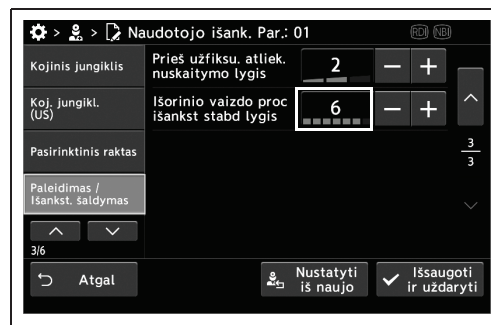 > > Naudotojo išank. Par.: 01 RDI NBI
Kojinis jungiklis
Koj. jungikl.
(US)
Pasirinktinis raktas
Paleidimas /
Išankst. šaldymas
3/6
Prieš užfiksu. atliek.
nuskaitymo lygis
2 − +
Išorinio vaizdo proc
išankst stabd lygis
6 − +
3
3
Atgal
Nustatyti
iš naujo
Išsaugoti
ir uždaryti